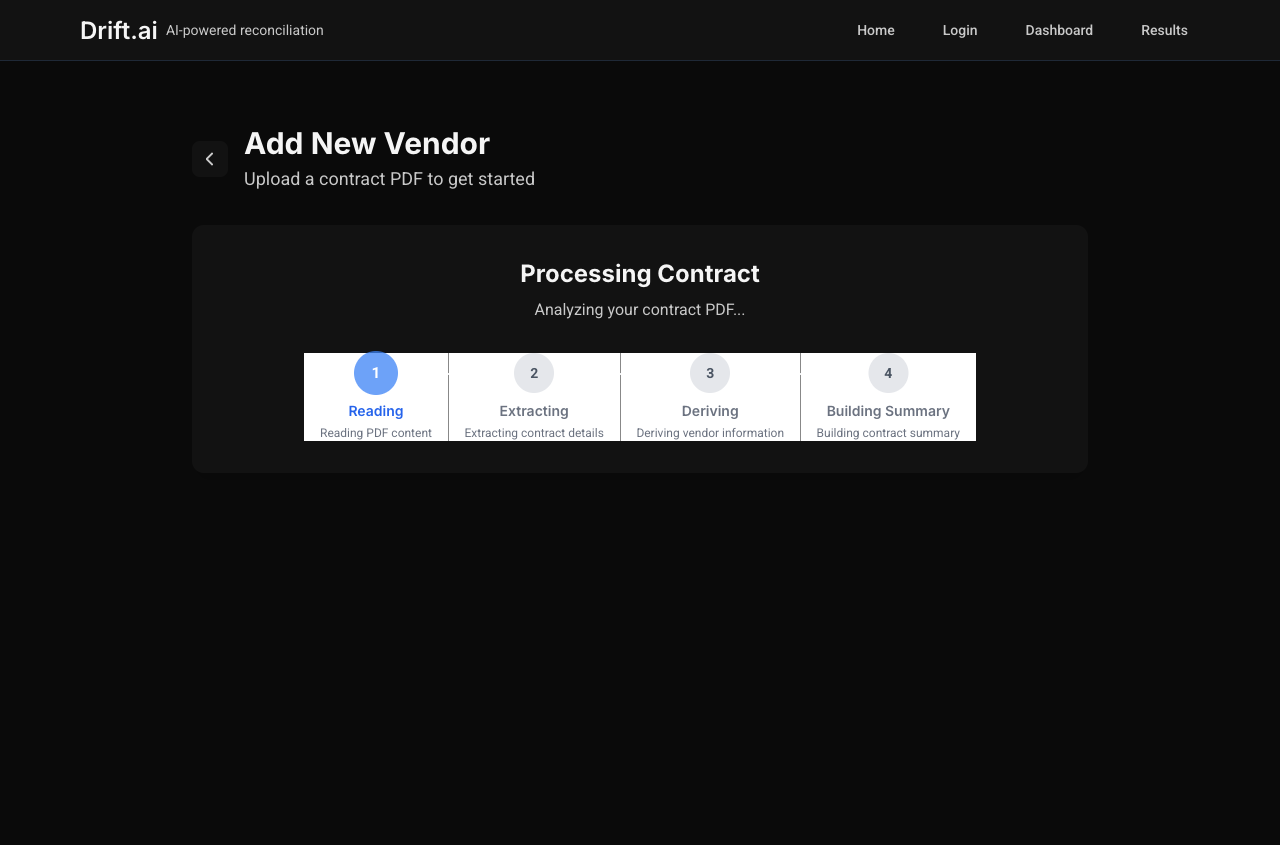 Drift.ai AI-powered reconciliation Home Login Dashboard Results
Add New Vendor
Upload a contract PDF to get started
Processing Contract
Analyzing your contract PDF...
1 2 3 4
Reading Extracting Deriving Building Summary
Reading PDF content Extracting contract details Deriving vendor information Building contract summary